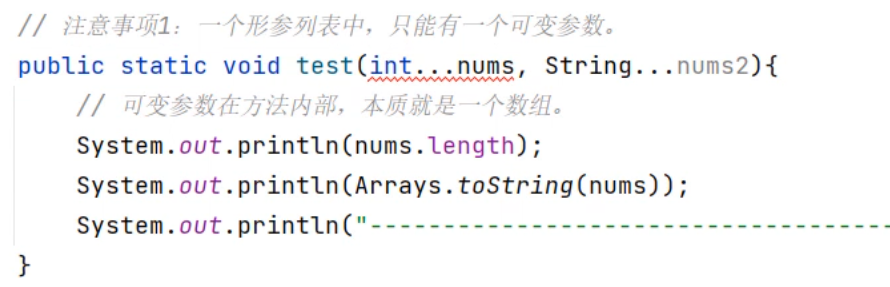 // 注意事项1：一个形参列表中，只能有一个可变参数。
public static void test(int...nums, String...nums2){
// 可变参数在方法内部，本质就是一个数组。
System.out.println(nums.length);
System.out.println(Arrays.toString(nums));
System.out.println("------------------------------------
}